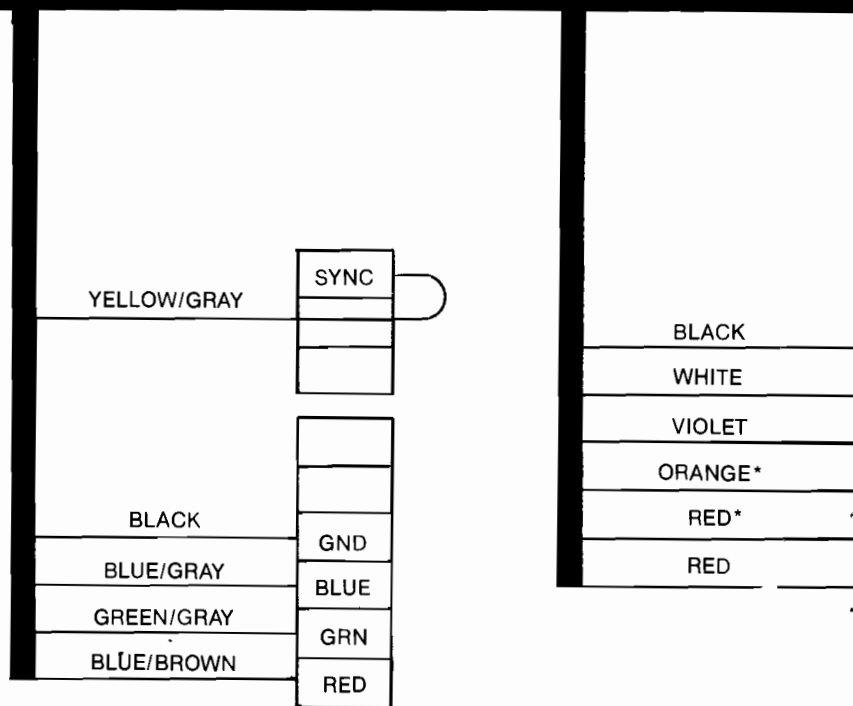 SYNC
YELLOW/GRAY
BLACK
GND
BLUE/GRAY
BLUE
GREEN/GRAY
GRN
BLUE/BROWN
RED
BLACK
WHITE
VIOLET
ORANGE*
RED*
RED